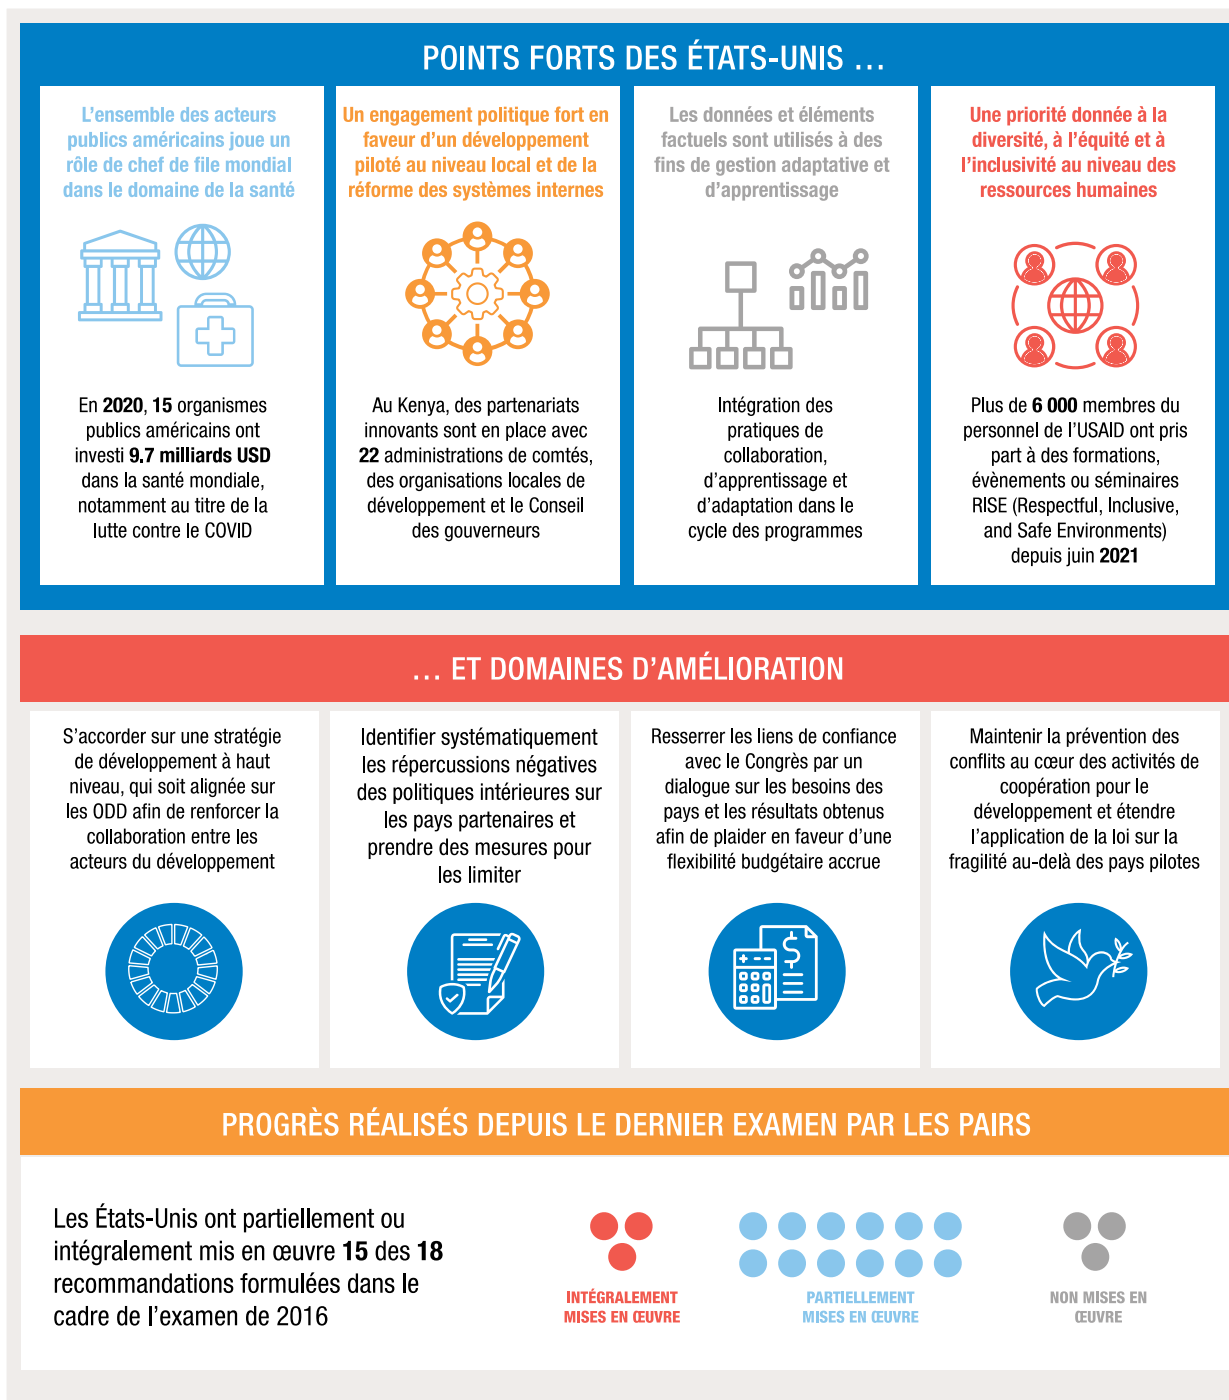 POINTS FORTS DES ÉTATS-UNIS …
L’ensemble des acteurs
publics américains joue un
rôle de chef de file mondial
dans le domaine de la santé
En 2020, 15 organismes
publics américains ont
investi 9.7 milliards USD
dans la santé mondiale,
notamment au titre de la
lutte contre le COVID
Un engagement politique fort en
faveur d’un développement
piloté au niveau local et de la
réforme des systèmes internes
Au Kenya, des partenariats
innovants sont en place avec
22 administrations de comtés,
des organisations locales de
développement et le Conseil
des gouverneurs
Les données et éléments
factuels sont utilisés à des
fins de gestion adaptative et
d’apprentissage
Intégration des
pratiques de
collaboration,
d’apprentissage et
d’adaptation dans le
cycle des programmes
Une priorité donnée à la
diversité, à l’équité et à
l’inclusivité au niveau des
ressources humaines
Plus de 6 000 membres du
personnel de l’USAID ont pris
part à des formations,
évènements ou séminaires
RISE (Respectful, Inclusive,
and Safe Environments)
depuis juin 2021
… ET DOMAINES D’AMÉLIORATION
S’accorder sur une stratégie
de développement à haut
niveau, qui soit alignée sur
les ODD afin de renforcer la
collaboration entre les
acteurs du développement
Identifier systématiquement
les répercussions négatives
des politiques intérieures sur
les pays partenaires et
prendre des mesures pour
les limiter
Resserrer les liens de confiance
avec le Congrès par un
dialogue sur les besoins des
pays et les résultats obtenus
afin de plaider en faveur d’une
flexibilité budgétaire accrue
Maintenir la prévention des
conflits au cœur des activités de
coopération pour le
développement et étendre
l’application de la loi sur la
fragilité au-delà des pays pilotes
PROGRÈS RÉALISÉS DEPUIS LE DERNIER EXAMEN PAR LES PAIRS
Les États-Unis ont partiellement ou
intégralement mis en œuvre 15 des 18
recommandations formulées dans le
cadre de l’examen de 2016
INTÉGRALEMENT
MISES EN ŒUVRE
PARTIELLEMENT
MISES EN ŒUVRE
NON MISES EN
ŒUVRE